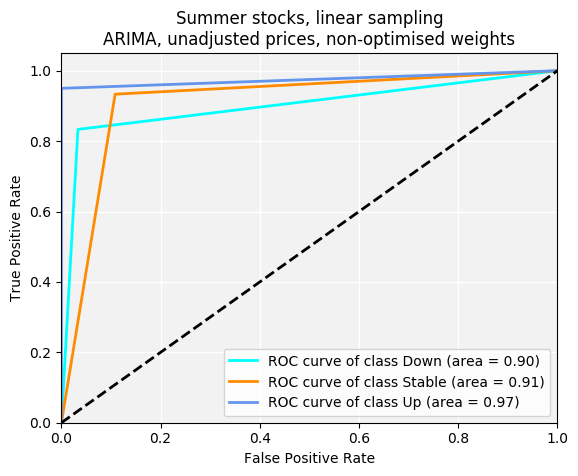 Summer stocks, linear sampling
ARIMA, unadjusted prices, non-optimised weights
True Positive Rate
1.0
0.8
0.6
0.4
0.2
0.0
ROC curve of class Down (area = 0.90)
ROC curve of class Stable (area = 0.91)
ROC curve of class Up (area = 0.97)
0.0 0.2 0.4 0.6 0.8 1.0
False Positive Rate